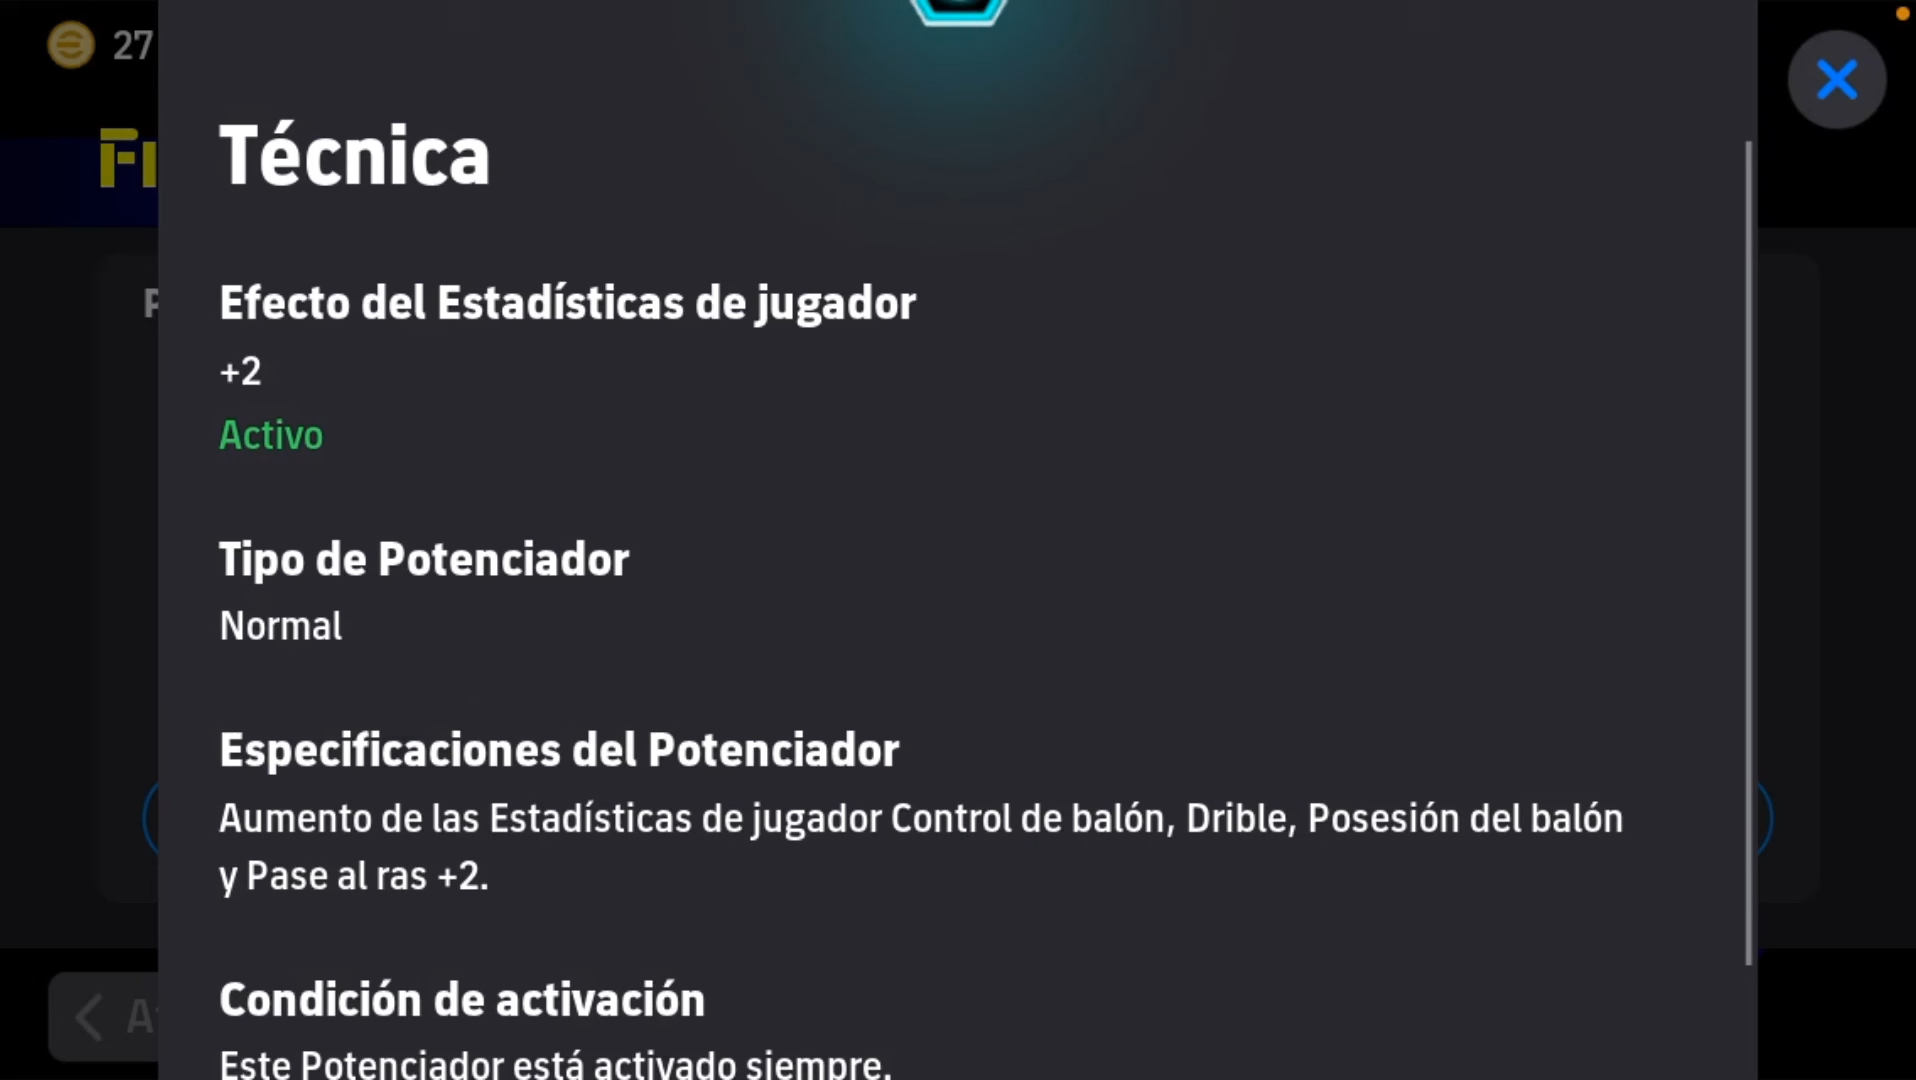 27
Técnica
Efecto del Estadísticas de jugador
+2
Activo
Tipo de Potenciador
Normal
Especificaciones del Potenciador
Aumento de las Estadísticas de jugador Control de balón, Drible, Posesión del balón
y Pase al ras +2.
Condición de activación
Este Potenciador está activado siempre.